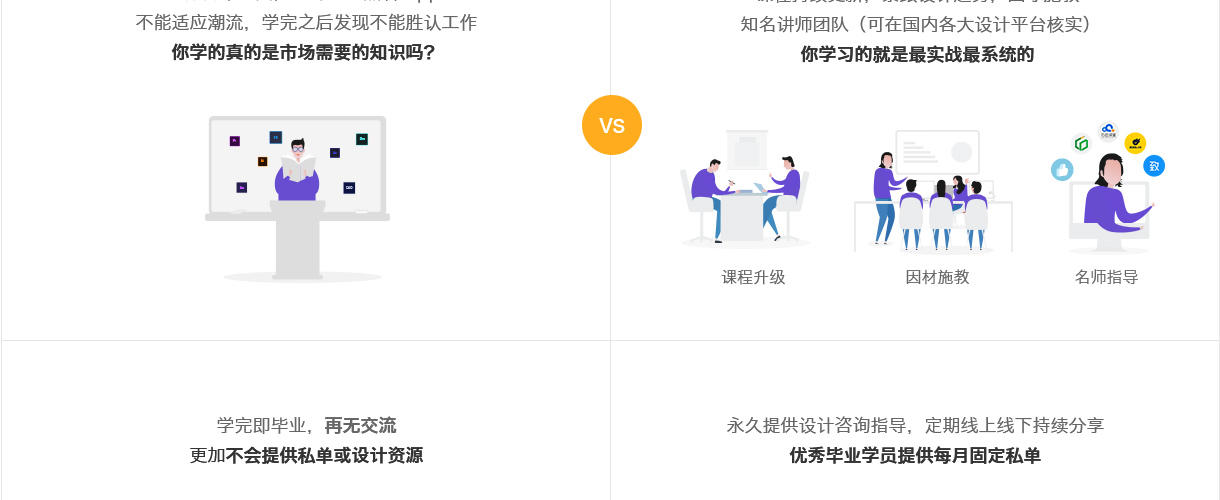 不能适应潮流，学完之后发现不能胜认工作
你学的真的是市场需要的知识吗？
知名讲师团队（可在国内各大设计平台核实）
你学习的就是最实战最系统的
VS
课程升级
因材施教
名师指导
学完即毕业，再无交流
更加不会提供私单或设计资源
永久提供设计咨询指导，定期线上线下持续分享
优秀毕业学员提供每月固定私单